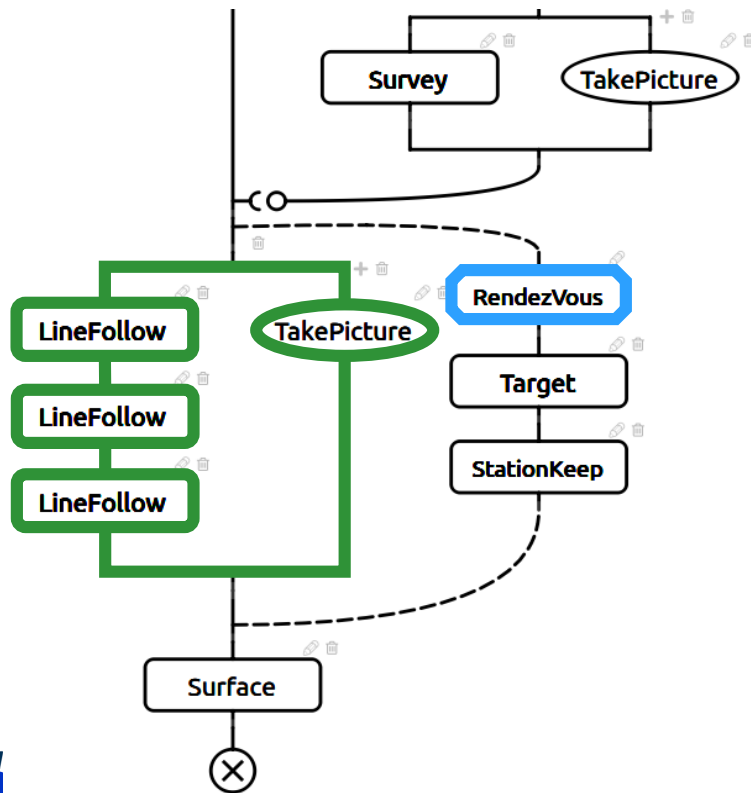 Survey
TakePicture
RendezVous
LineFollow
TakePicture
Target
LineFollow
StationKeep
LineFollow
Surface